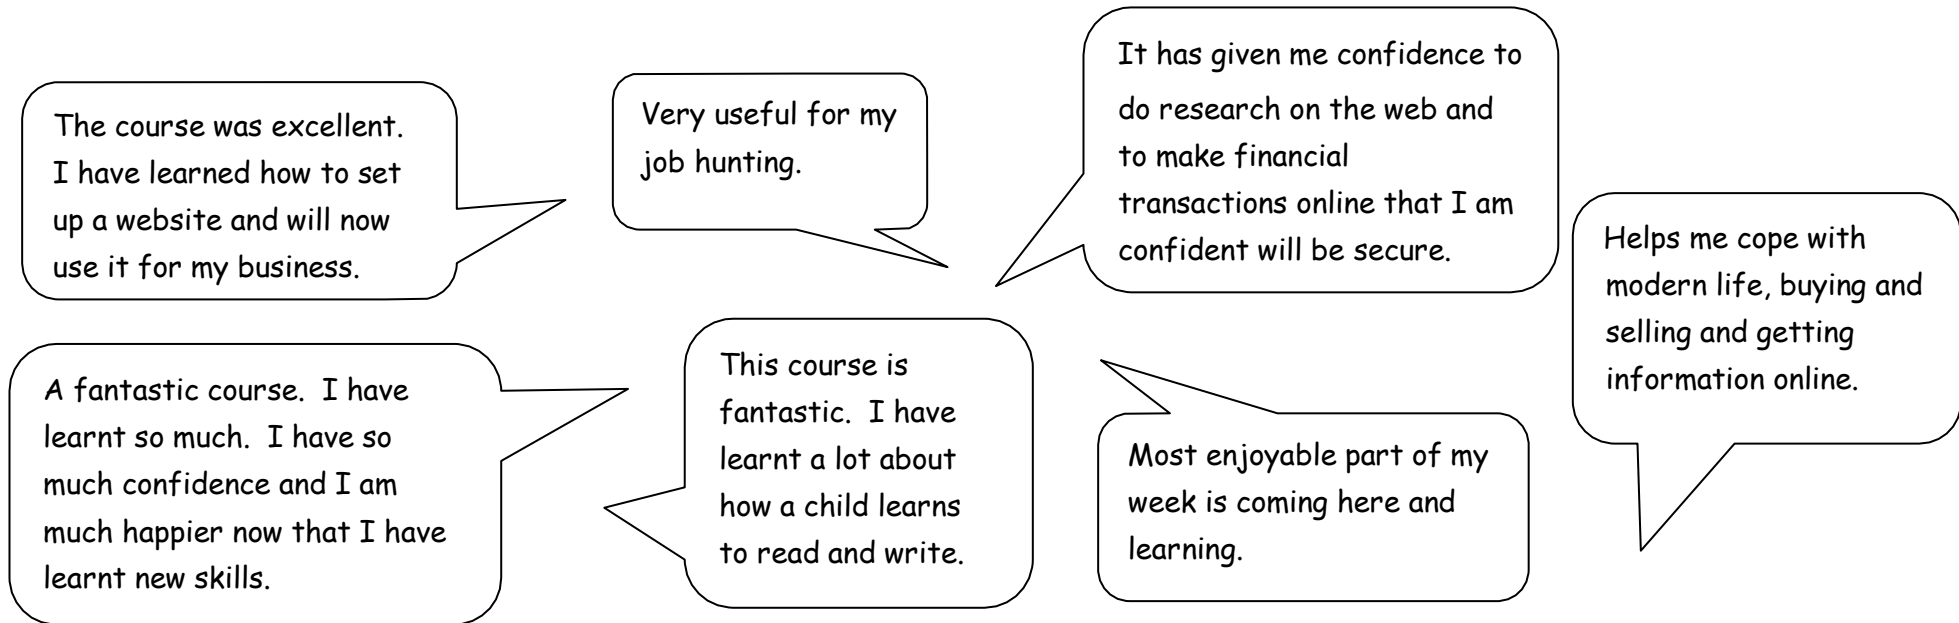 The course was excellent.
I have learned how to set
up a website and will now
use it for my business.
Very useful for my
job hunting.
It has given me confidence to
do research on the web and
to make financial
transactions online that I am
confident will be secure.
Helps me cope with
modern life, buying and
selling and getting
information online.
A fantastic course.  I have
learnt so much.  I have so
much confidence and I am
much happier now that I have
learnt new skills.
This course is
fantastic.  I have
learnt a lot about
how a child learns
to read and write.
Most enjoyable part of my
week is coming here and
learning.